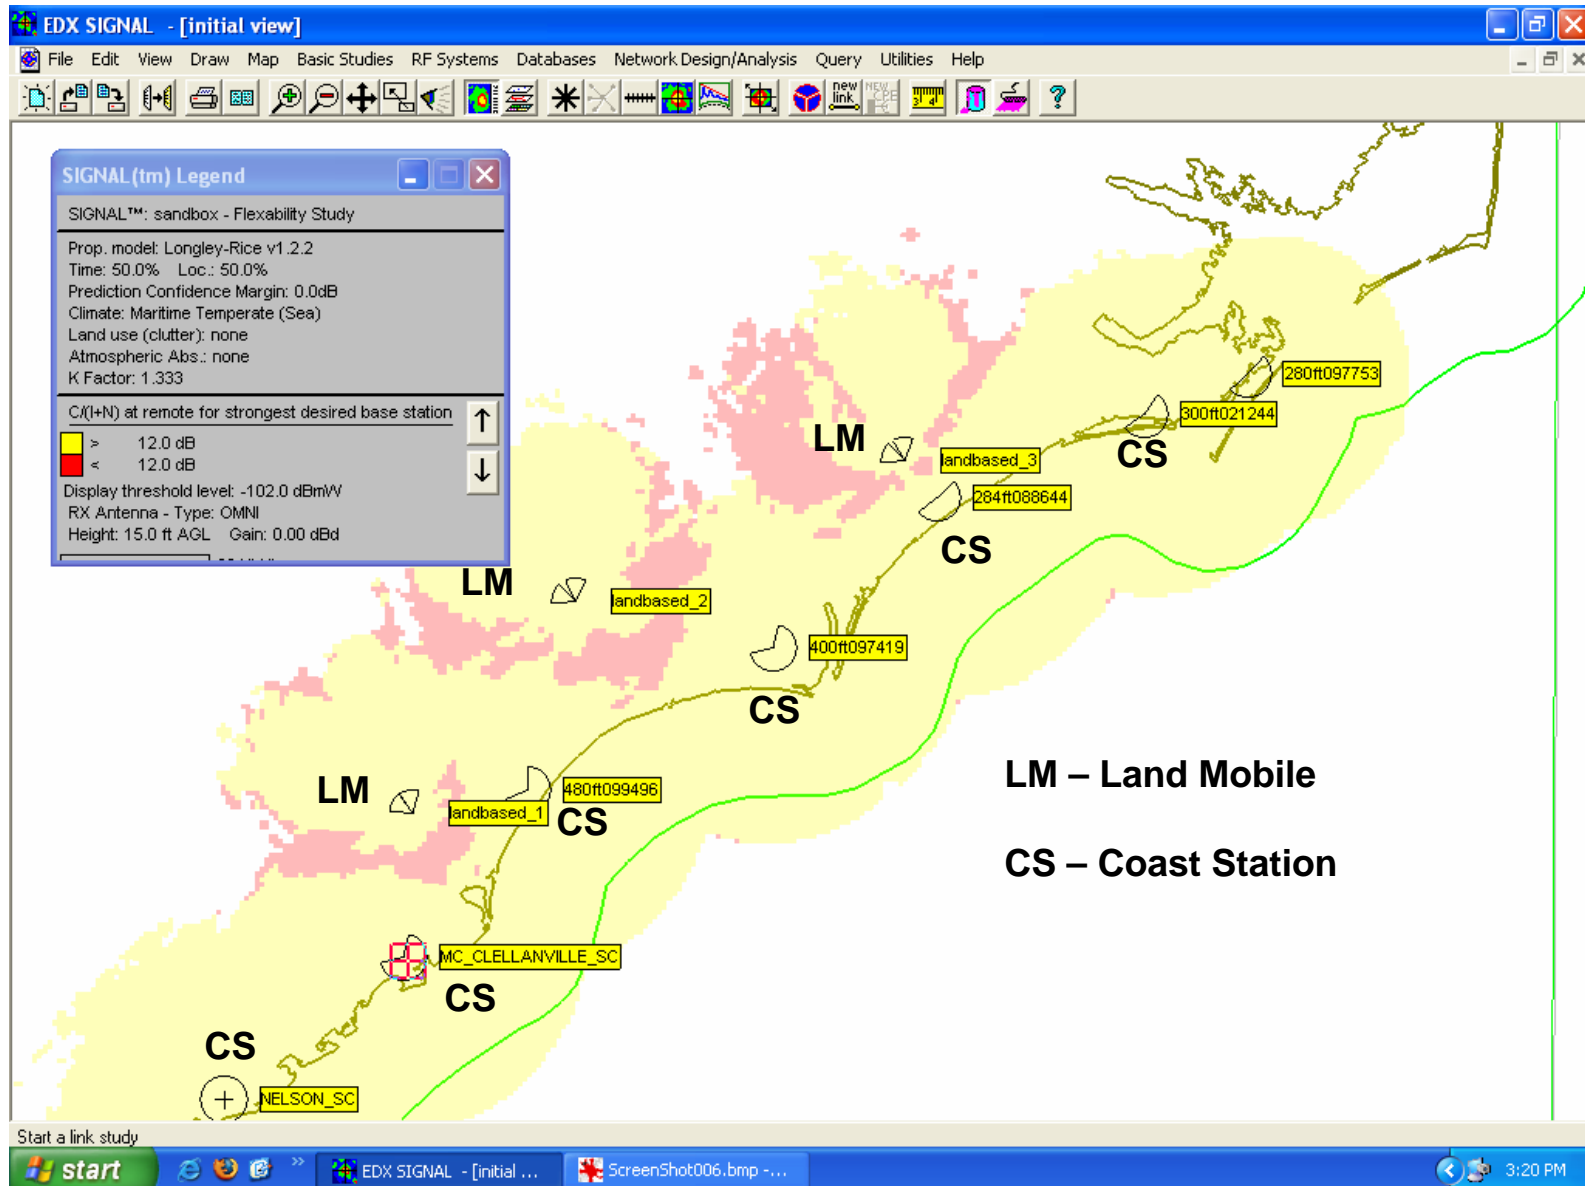 EDX SIGNAL - [initial view]
File Edit View Draw Map Basic Studies RF Systems Databases Network Design/Analysis Query Utilities Help
new link
NEW CPE
3 4
?
SIGNAL(tm) Legend
SIGNAL™: sandbox - Flexability Study
Prop. model: Longley-Rice v1.2.2
Time: 50.0% Loc.: 50.0%
Prediction Confidence Margin: 0.0dB
Climate: Maritime Temperate (Sea)
Land use (clutter): none
Atmospheric Abs.: none
K Factor: 1.333
C/(I+N) at remote for strongest desired base station
> 12.0 dB
< 12.0 dB
Display threshold level: -102.0 dBmW
RX Antenna - Type: OMNI
Height: 15.0 ft AGL Gain: 0.00 dBd
280ft097753
300ft021244
CS
LM
landbased_3
284ft088644
CS
LM
landbased_2
400ft097419
CS
LM
480ft099496
landbased_1
CS
LM – Land Mobile
CS – Coast Station
MC_CLELLANVILLE_SC
CS
CS
NELSON_SC
Start a link study
start
»
EDX SIGNAL - [initial ...
ScreenShot006.bmp -...
3:20 PM